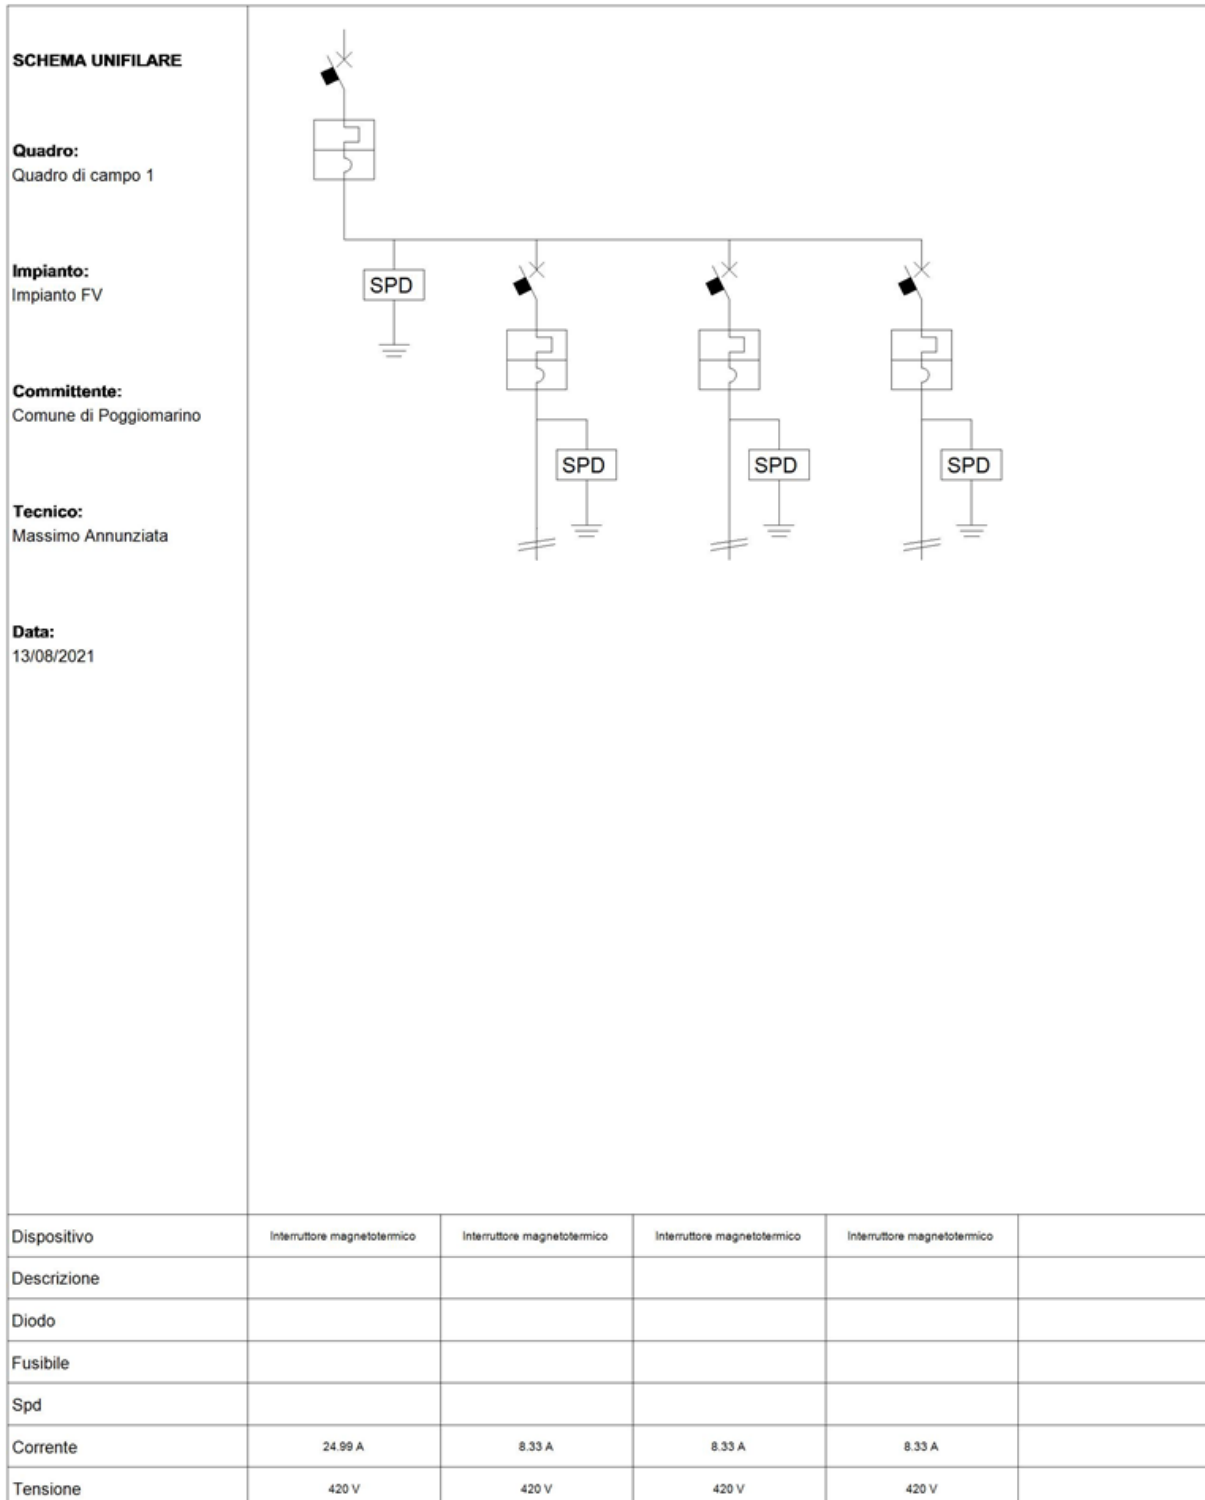 SCHEMA UNIFILARE
Quadro:
Quadro di campo 1
Impianto:
Impianto FV
Committente:
Comune di Poggiomarino
Tecnico:
Massimo Annunziata
Data:
13/08/2021
SPD
SPD SPD SPD
Dispositivo Interruttore magnetotermico Interruttore magnetotermico Interruttore magnetotermico Interruttore magnetotermico
Descrizione
Diodo
Fusibile
Spd
Corrente 24.99 A 8.33 A 8.33 A 8.33 A
Tensione 420 V 420 V 420 V 420 V